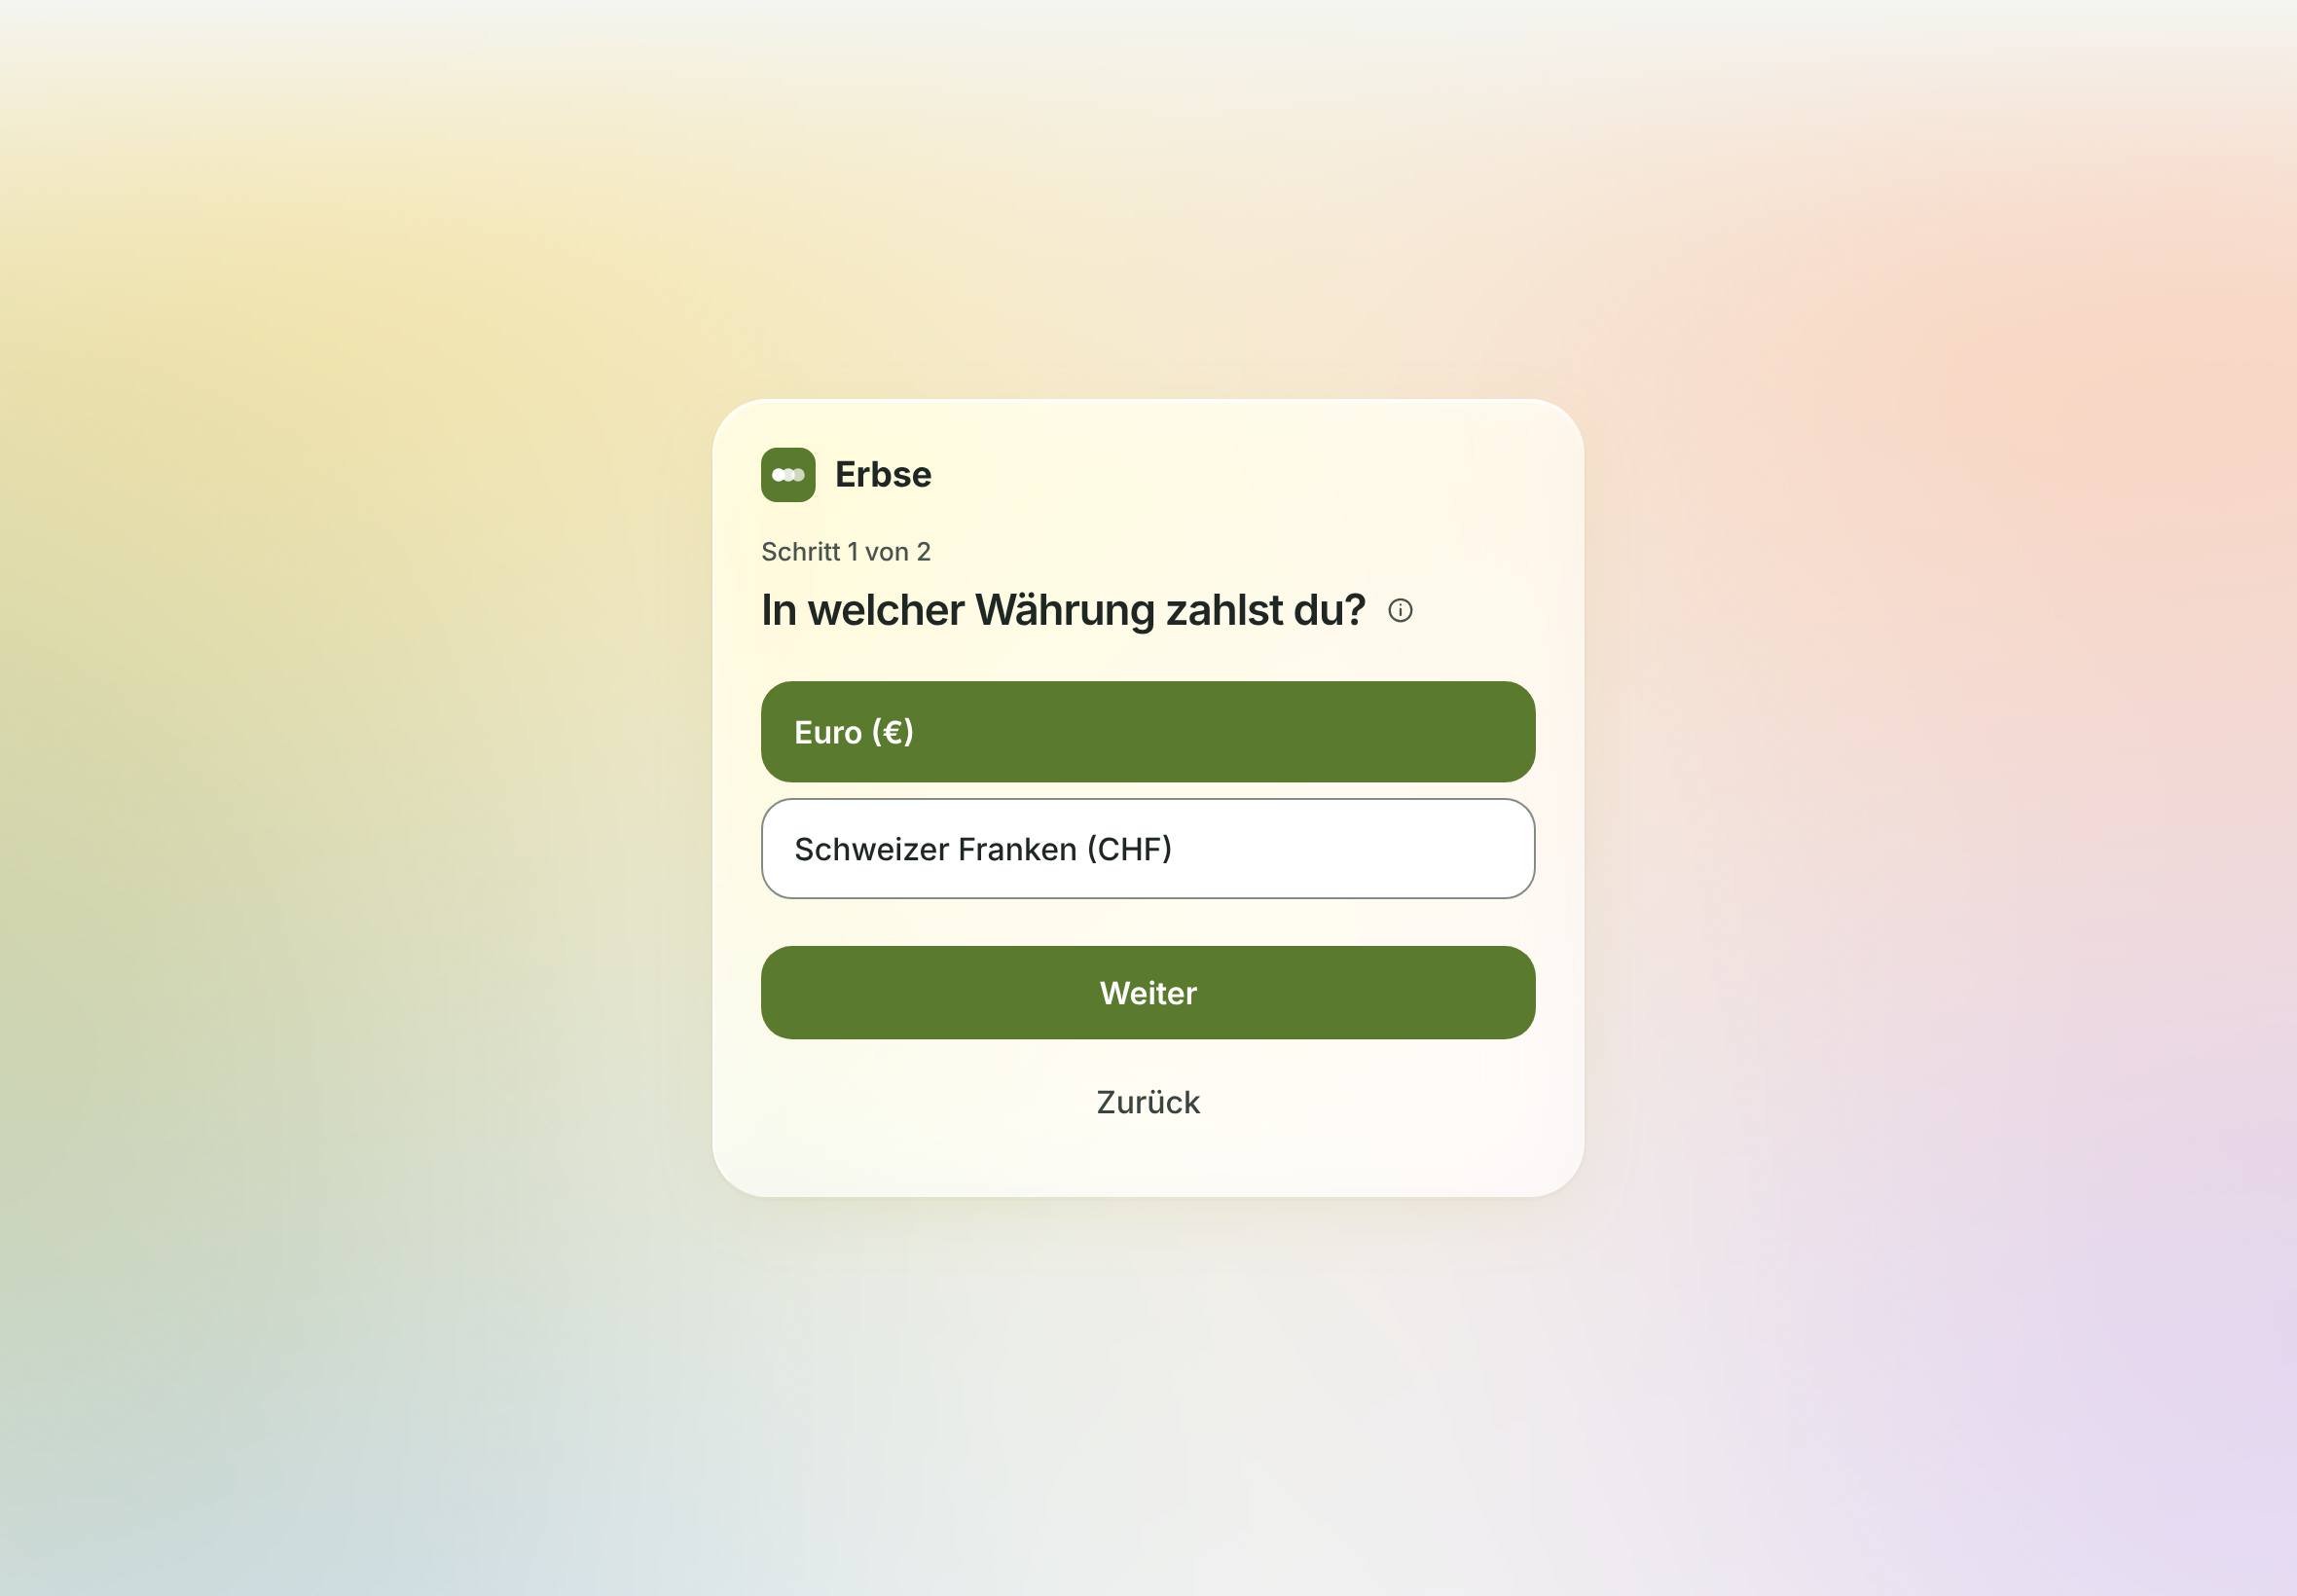 Erbse
Schritt 1 von 2
In welcher Währung zahlst du?
Euro (€)
Schweizer Franken (CHF)
Weiter
Zurück